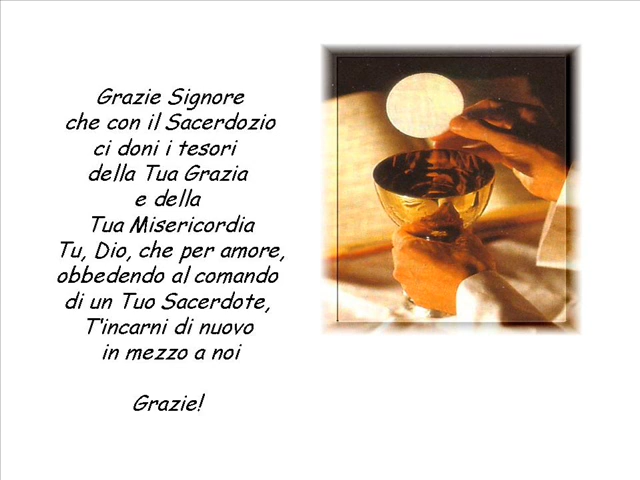 Grazie Signore
che con il Sacerdozio
ci doni i tesori
della Tua Grazia
e della
Tua Misericordia
Tu, Dio, che per amore,
obbedendo al comando
di un Tuo Sacerdote,
T'incarni di nuovo
in mezzo a noi
Grazie!